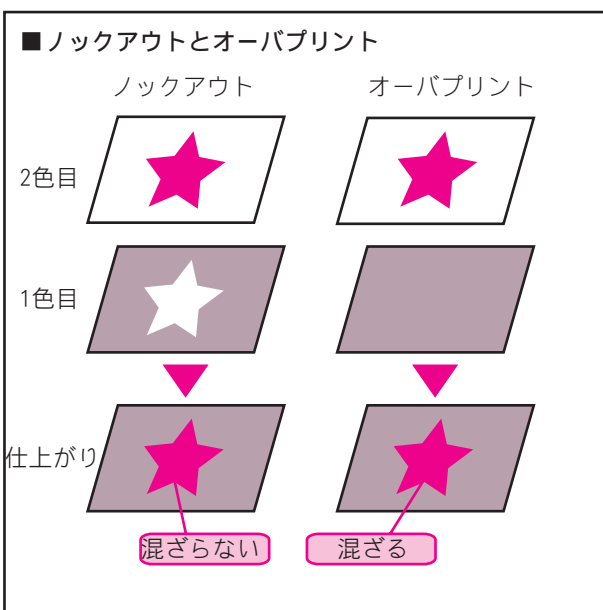 ■ノックアウトとオーバプリント
ノックアウト
オーバプリント
2色目
1色目
仕上がり
混ざらない
混ざる